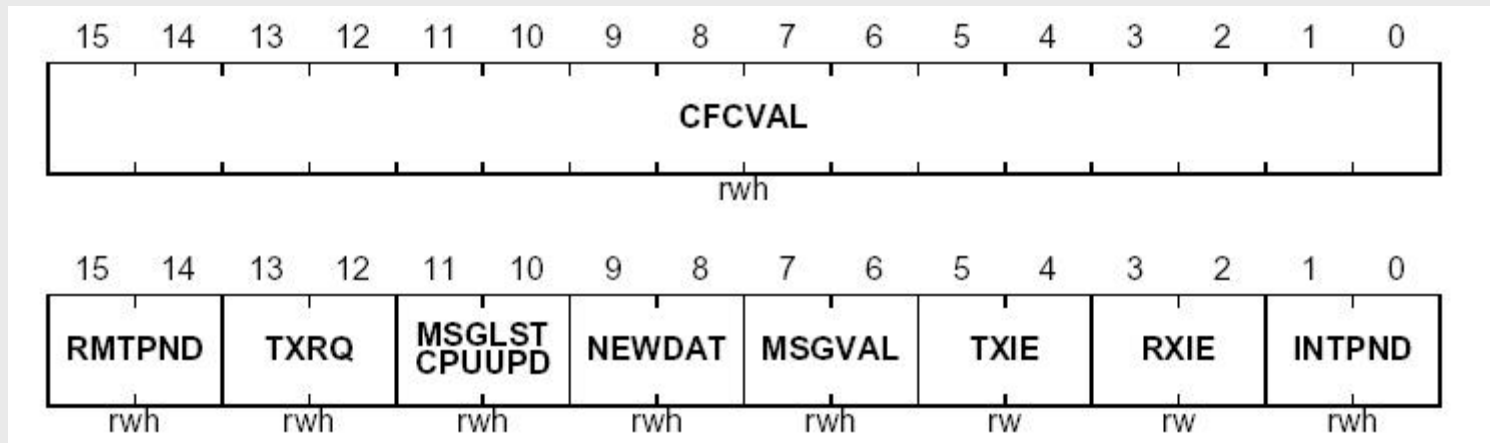 15 14 13 12 11 10 9 8 7 6 5 4 3 2 1 0
CFCVAL
rwh
15 14 13 12 11 10 9 8 7 6 5 4 3 2 1 0
RMTPND TXRQ MSGLST CPUUPD NEWDAT MSGVAL TXIE RXIE INTPND
rwh rwh rwh rwh rwh rw rw rwh